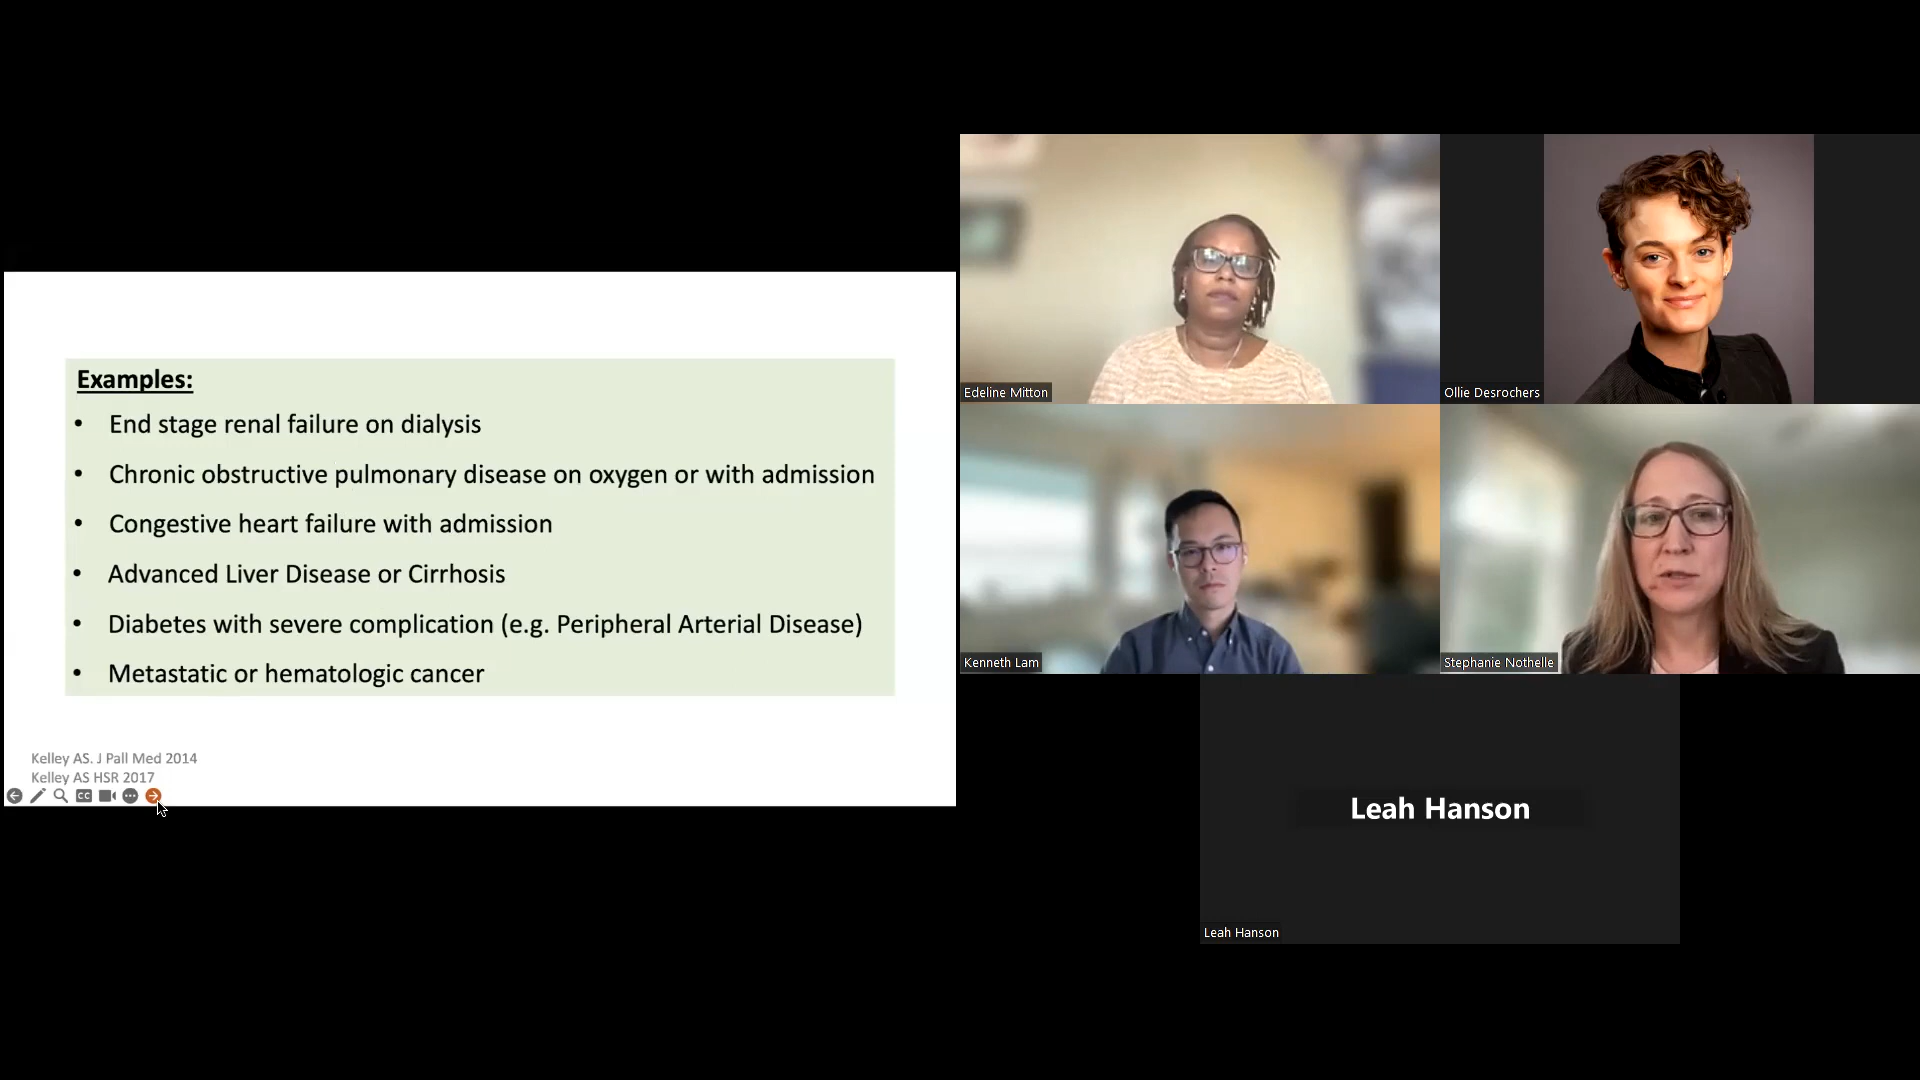 Examples:
• End stage renal failure on dialysis
• Chronic obstructive pulmonary disease on oxygen or with admission
• Congestive heart failure with admission
• Advanced Liver Disease or Cirrhosis
• Diabetes with severe complication (e.g. Peripheral Arterial Disease)
• Metastatic or hematologic cancer
Kelley AS. J Pall Med 2014
Kelley AS HSR 2017
CC
Edeline Mitton
Ollie Desrochers
Kenneth Lam
Stephanie Nothelle
Leah Hanson
Leah Hanson